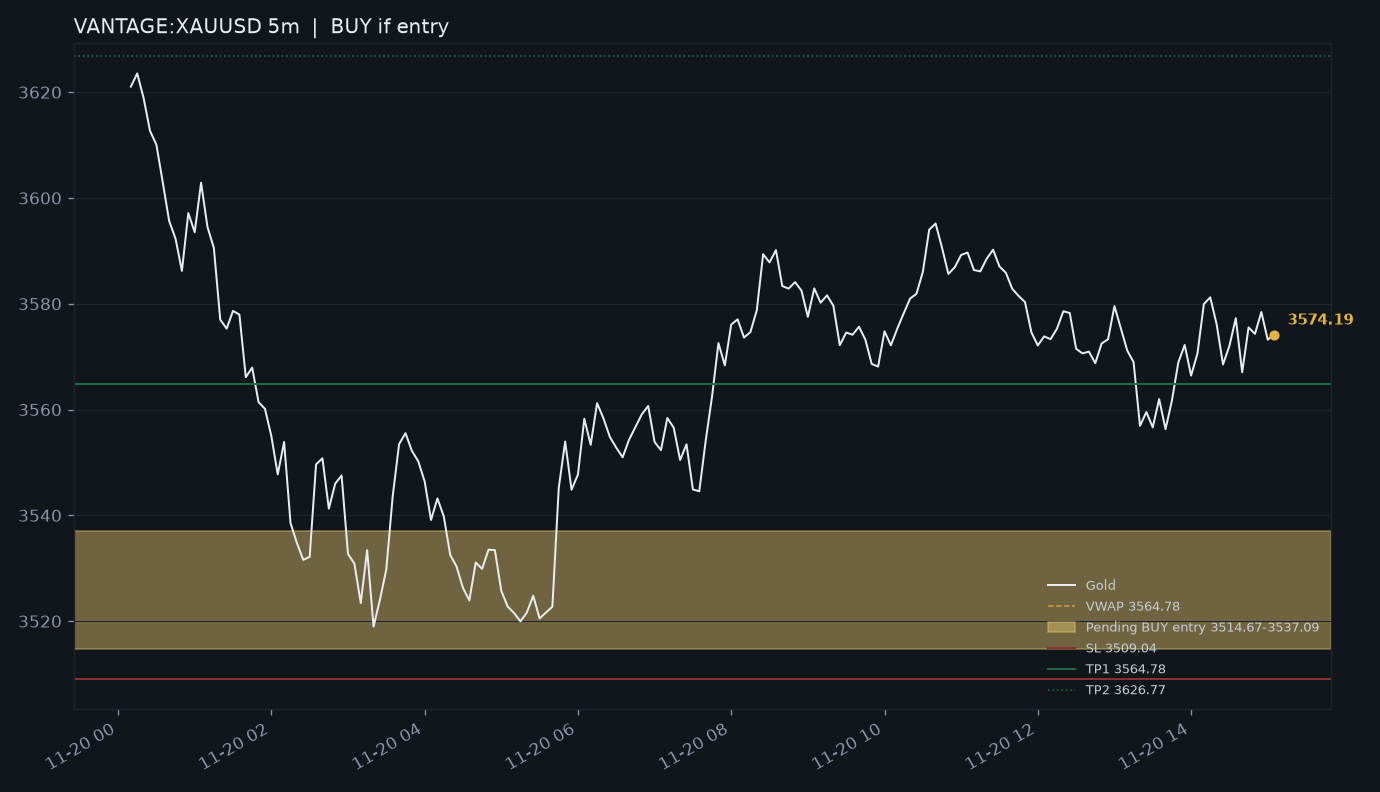 VANTAGE:XAUUSD 5m | BUY if entry
3620
3600
3580
3560
3540
3520
3574.19
Gold
VWAP 3564.78
Pending BUY entry 3514.67-3537.09
SL 3509.04
TP1 3564.78
TP2 3626.77
11-20 00
11-20 02
11-20 04
11-20 06
11-20 08
11-20 10
11-20 12
11-20 14